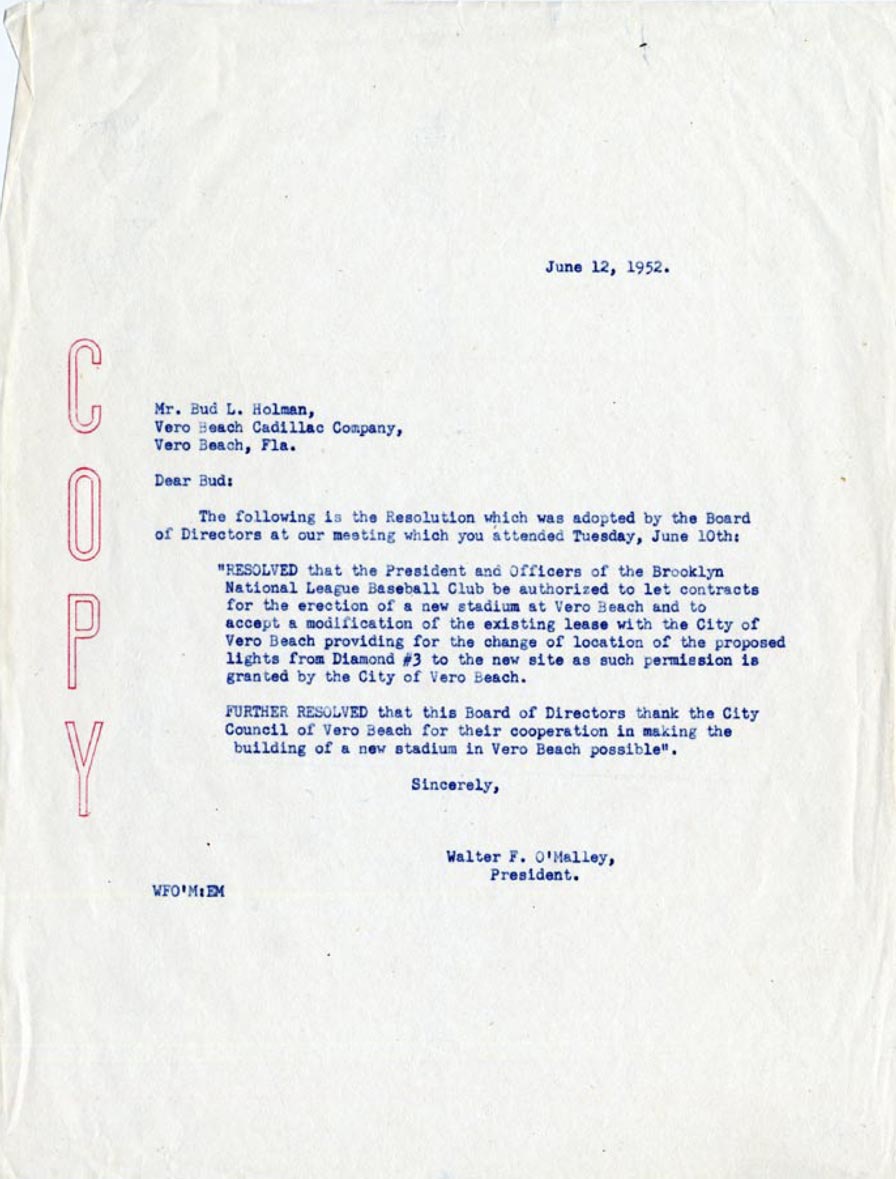 June 12, 1952.
COPY
Mr. Bud L. Holman,
Vero Beach Cadillac Company,
Vero Beach, Fla.
Dear Bud:
The following is the Resolution which was adopted by the Board
of Directors at our meeting which you attended Tuesday, June 10th:
"RESOLVED that the President and Officers of the Brooklyn
National League Baseball Club be authorized to let contracts
for the erection of a new stadium at Vero Beach and to
accept a modification of the existing lease with the City of
Vero Beach providing for the change of location of the proposed
lights from Diamond #3 to the new site as such permission is
granted by the City of Vero Beach.
FURTHER RESOLVED that this Board of Directors thank the City
Council of Vero Beach for their cooperation in making the
building of a new stadium in Vero Beach possible".
Sincerely,
Walter F. O'Malley,
President.
WFO'M:EM